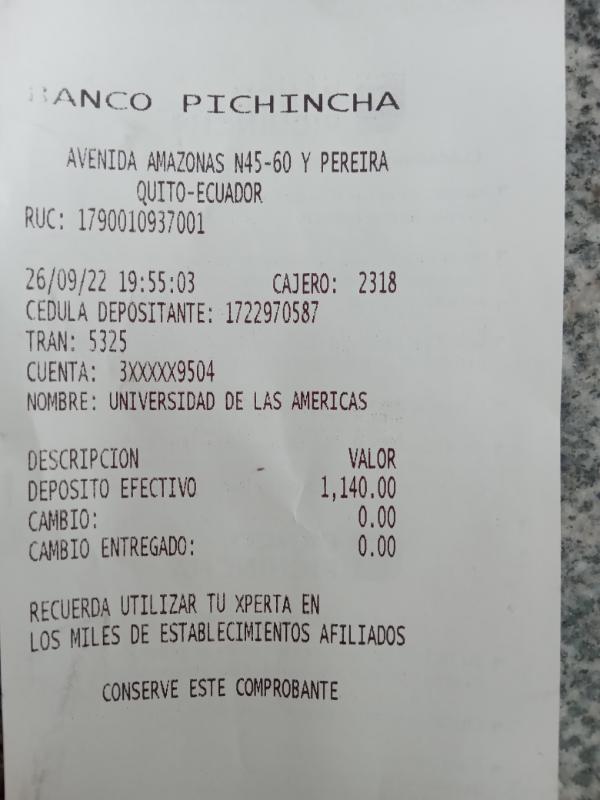 BANCO PICHINCHA
AVENIDA AMAZONAS N45-60 Y PEREIRA
QUITO-ECUADOR
RUC: 1790010937001
26/09/22 19:55:03 CAJERO: 2318
CEDULA DEPOSITANTE: 1722970587
TRAN: 5325
CUENTA: 3XXXXX9504
NOMBRE: UNIVERSIDAD DE LAS AMERICAS
DESCRIPCION VALOR
DEPOSITO EFECTIVO 1,140.00
CAMBIO: 0.00
CAMBIO ENTREGADO: 0.00
RECUERDA UTILIZAR TU XPERTA EN
LOS MILES DE ESTABLECIMIENTOS AFILIADOS
CONSERVE ESTE COMPROBANTE